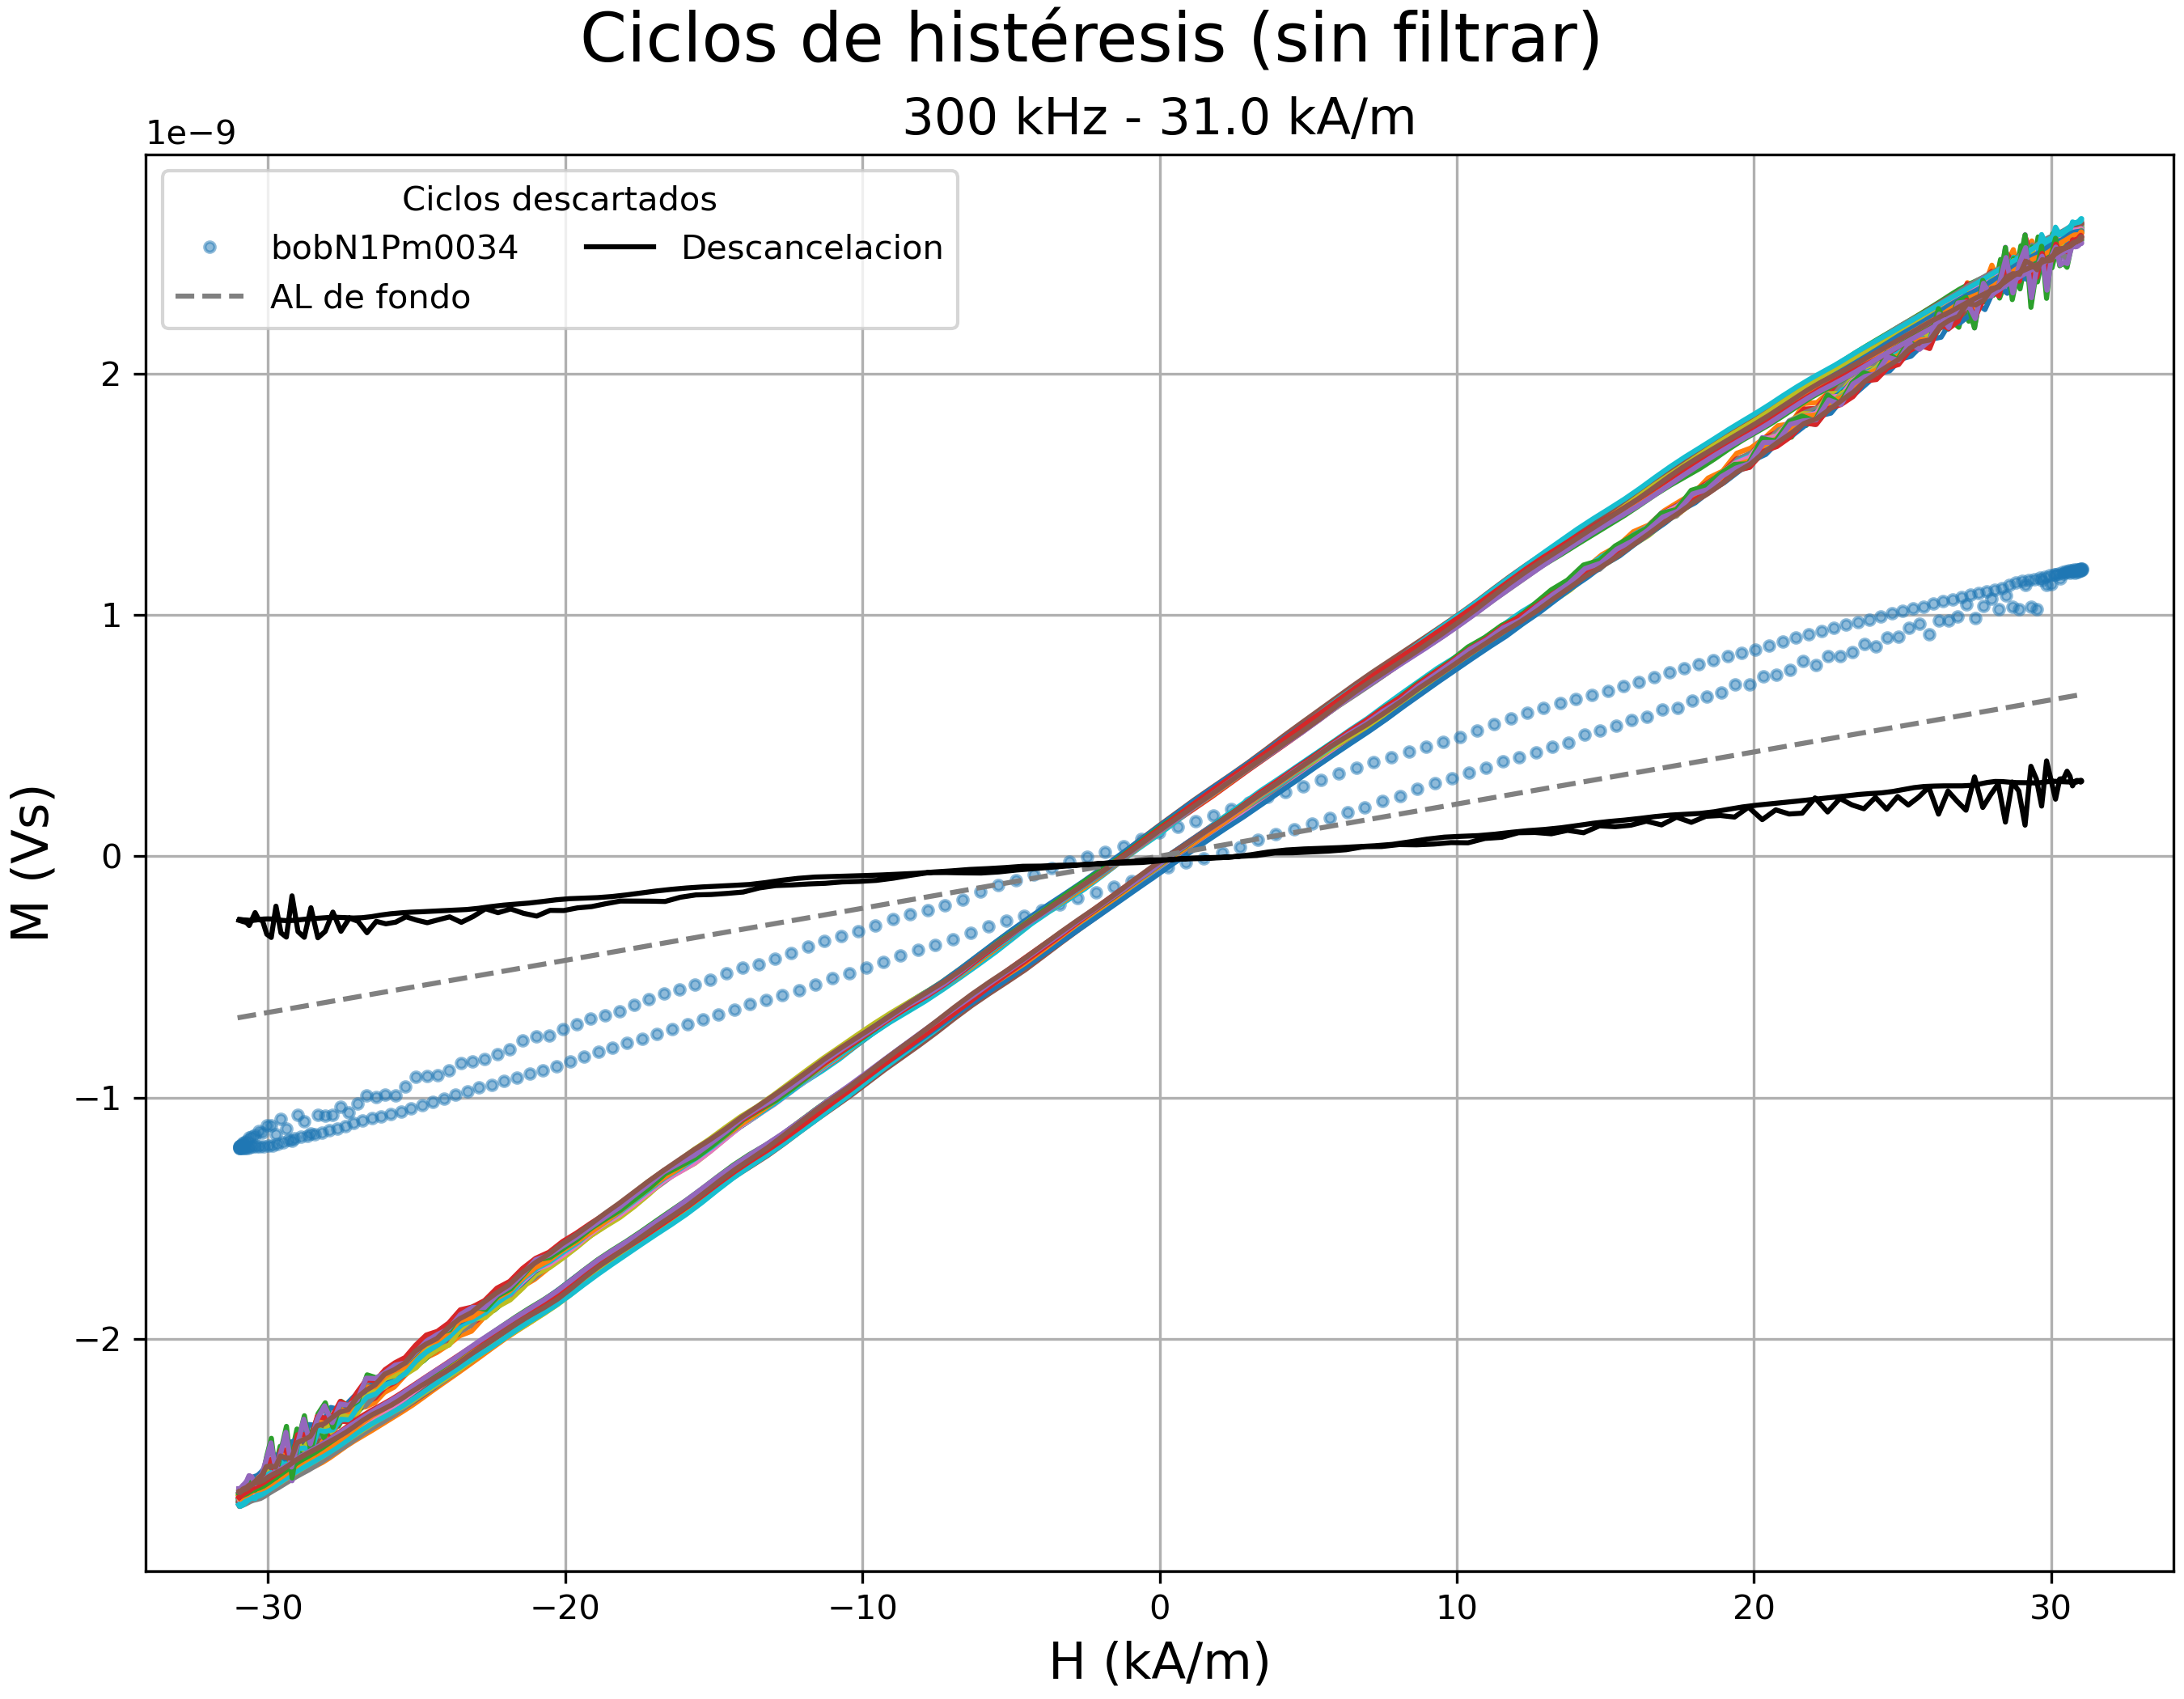 Ciclos de histéresis (sin filtrar)
300 kHz - 31.0 kA/m
1e−9
Ciclos descartados
bobN1Pm0034
Descancelacion
AL de fondo
2
1
0
−1
−2
M (Vs)
−30
−20
−10
0
10
20
30
H (kA/m)